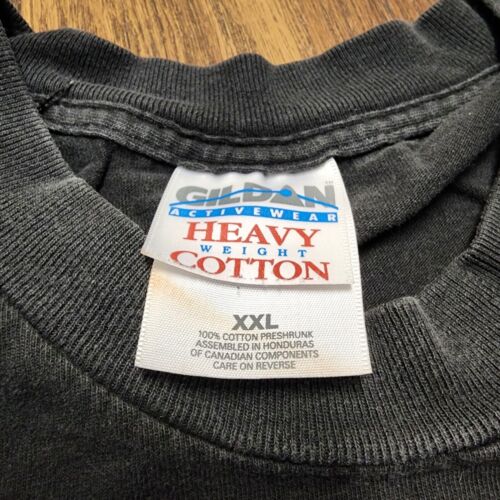 GILDAN
ACTIVEWEAR
HEAVY
WEIGHT
COTTON
XXL
100% COTTON PRESHRUNK
ASSEMBLED IN HONDURAS
OF CANADIAN COMPONENTS
CARE ON REVERSE